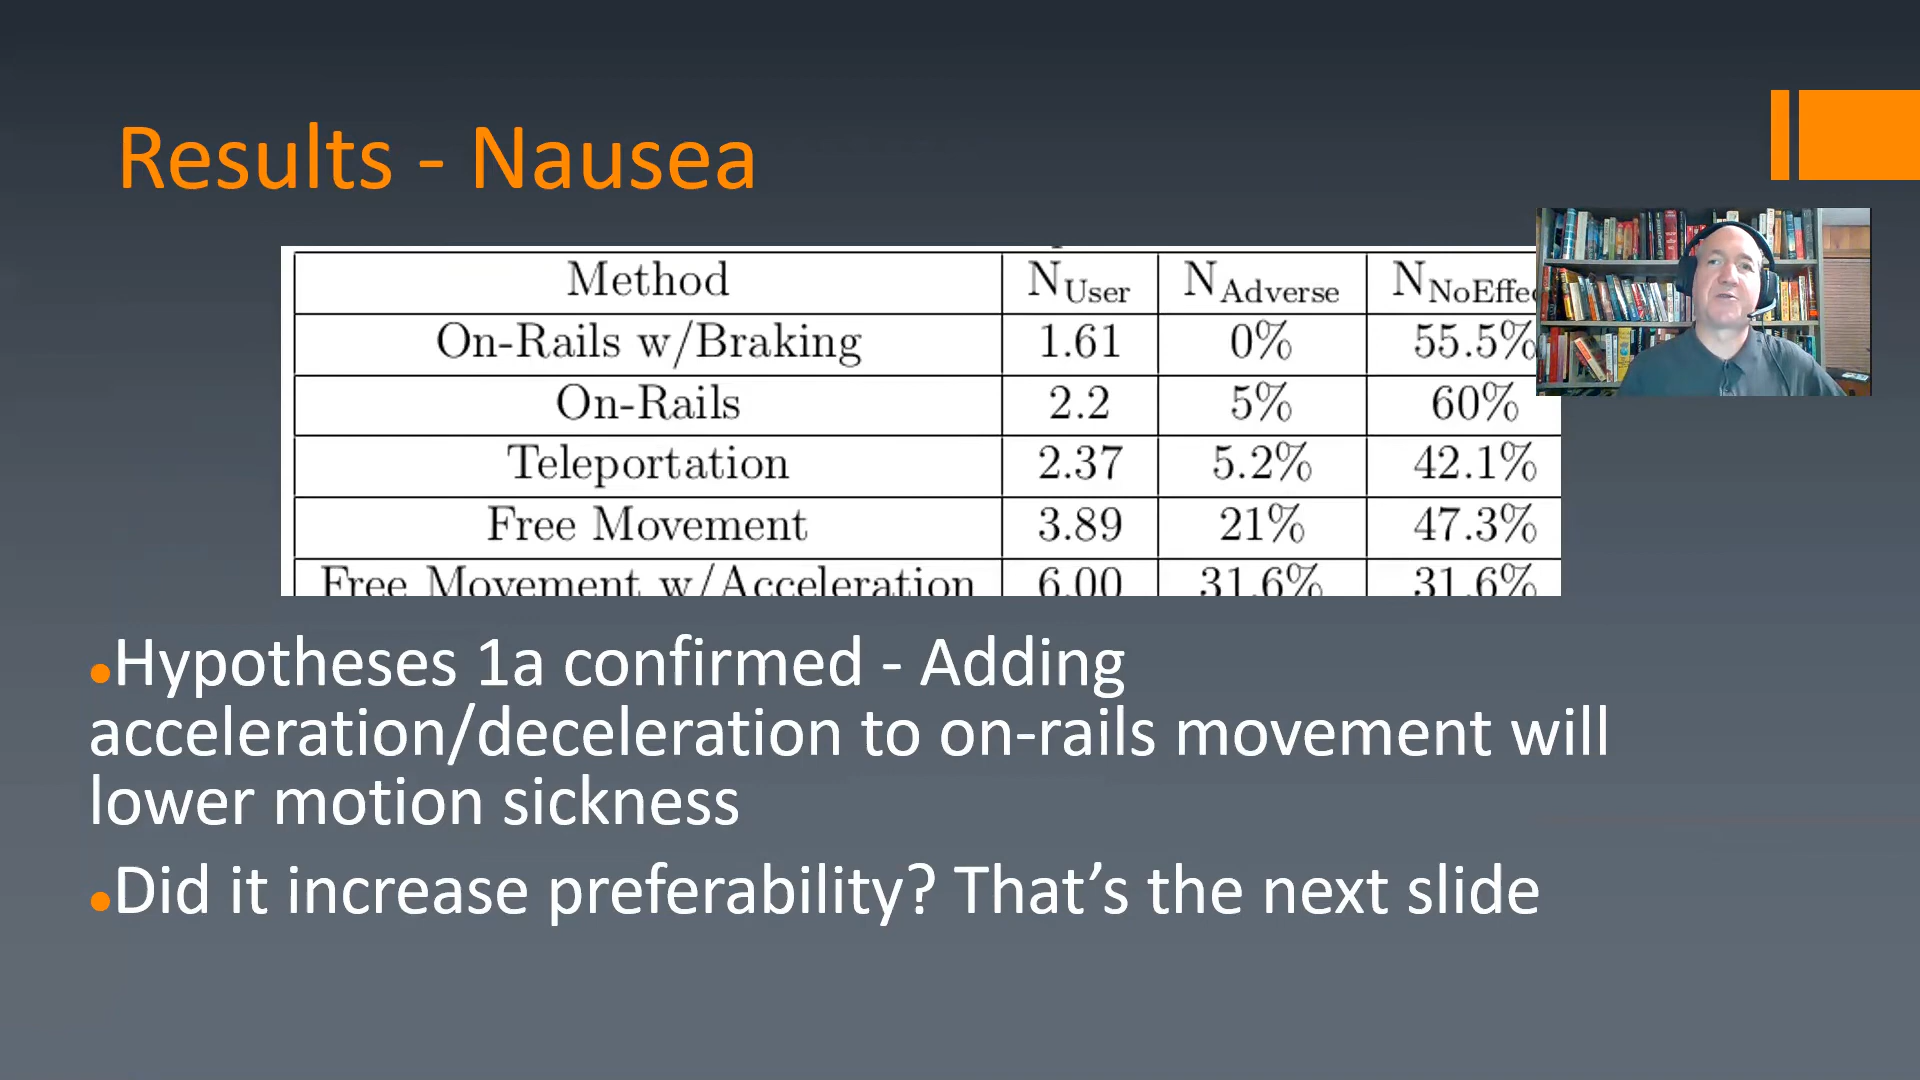 Results - Nausea
Method N User N Adverse N NoEffec
On-Rails w/Braking 1.61 0% 55.5%
On-Rails 2.2 5% 60%
Teleportation 2.37 5.2% 42.1%
Free Movement 3.89 21% 47.3%
Free Movement w/Acceleration 6.00 31.6% 31.6%
•Hypotheses 1a confirmed - Adding
acceleration/deceleration to on-rails movement will
lower motion sickness
•Did it increase preferability? That’s the next slide